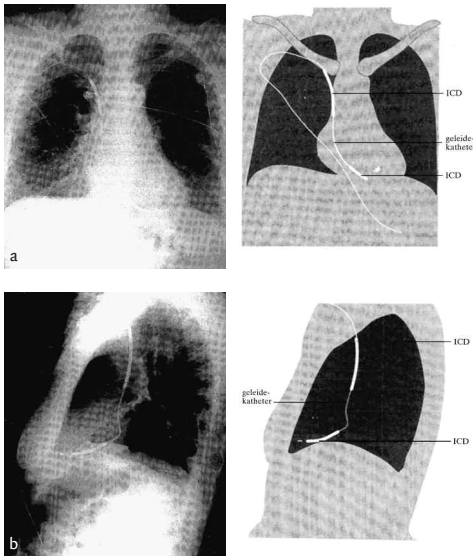 a
ICD
geleide-
katheter
ICD
b
ICD
geleide-
katheter
ICD